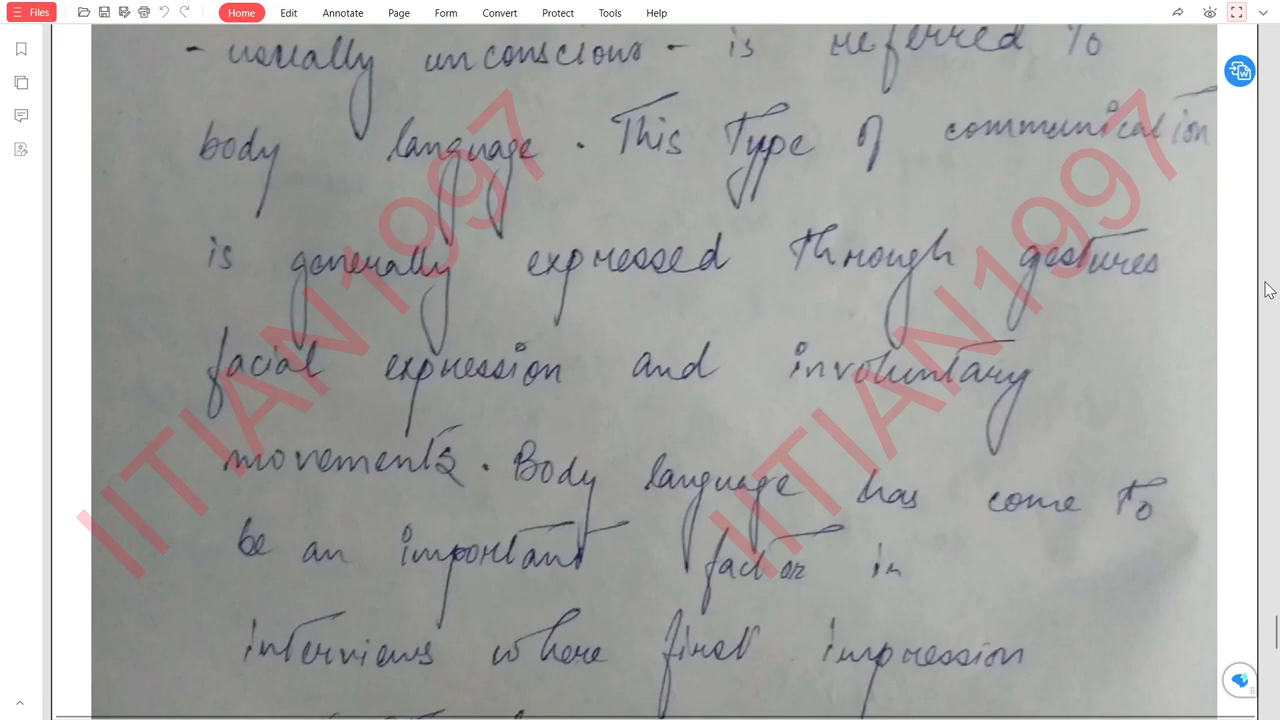 Files
Home
Edit
Annotate
Page
Form
Convert
Protect
Tools
Help
- usually unconscious - is referred to
body language. This Type of communication
is generally expressed through gestures
facial expression and involuntary
movements. Body language has come to
be an important factor in
interviews where first impression
IITIAN1997
IITIAN1997